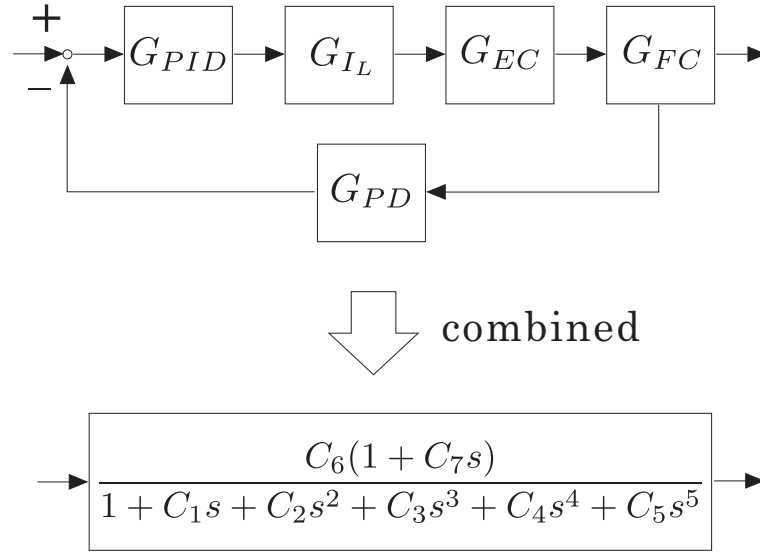 +
G_{PID} G_{I_L} G_{EC} G_{FC}
−
G_{PD}
combined
\frac{C_6(1 + C_7 s)}{1 + C_1 s + C_2 s^2 + C_3 s^3 + C_4 s^4 + C_5 s^5}